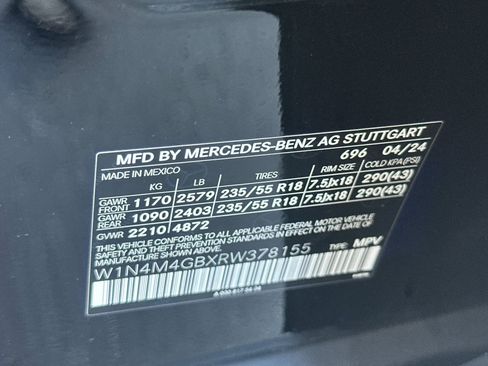 MFD BY MERCEDES-BENZ AG STUTTGART
MADE IN MEXICO 696 04/24
KG LB TIRES RIM SIZE COLD KPA(PSI)
GAWR FRONT 1170 2579 235/55 R18 7.5Jx18 290(43)
GAWR REAR 1090 2403 235/55 R18 7.5Jx18 290(43)
GVWR 2210 4872
THIS VEHICLE CONFORMS TO ALL APPLICABLE FEDERAL MOTOR VEHICLE
SAFETY STANDARDS IN EFFECT ON THE DATE OF
MANUFACTURE SHOWN ABOVE.
W1N4M4GBXRW378155 TYPE: MPV